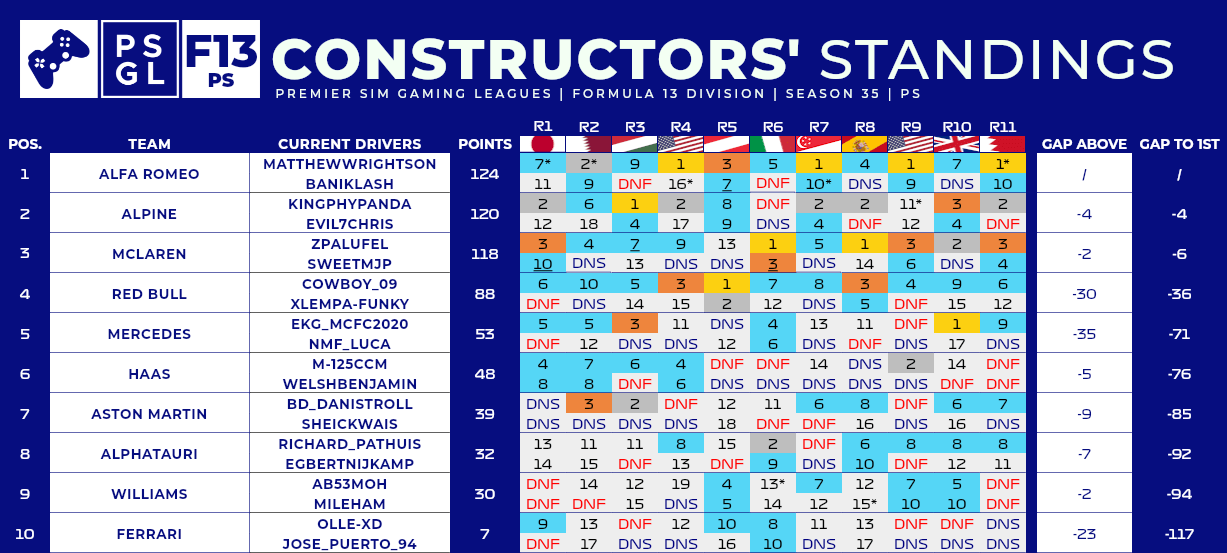 PS
GL
F13
PS
CONSTRUCTORS' STANDINGS
PREMIER SIM GAMING LEAGUES | FORMULA 13 DIVISION | SEASON 35 | PS
POS. TEAM CURRENT DRIVERS POINTS R1 R2 R3 R4 R5 R6 R7 R8 R9 R10 R11 GAP ABOVE GAP TO 1ST
1 ALFA ROMEO MATTHEWWRIGHTSON 124 7* 2* 9 1 3 5 1 4 1 7 1* / /
BANIKLASH 11 9 DNF 16* 7 DNF 10* DNS 9 DNS 10
2 ALPINE KINGPHYPANDA 120 2 6 1 2 8 DNF 2 2 11* 3 2 -4 -4
EVIL7CHRIS 12 18 4 17 9 DNS 4 DNF 12 4 DNF
3 MCLAREN ZPALUFEL 118 3 4 7 9 13 1 5 1 3 2 3 -2 -6
SWEETMJP 10 DNS 13 DNS DNS 3 DNS 14 6 DNS 4
4 RED BULL COWBOY_09 88 6 10 5 3 1 7 8 3 4 9 6 -30 -36
XLEMPA-FUNKY DNF DNS 14 15 2 12 DNS 5 DNF 15 12
5 MERCEDES EKG_MCFC2020 53 5 5 3 11 DNS 4 13 11 DNF 1 9 -35 -71
NMF_LUCA DNF 12 DNS DNS 12 6 DNS DNF DNS 17 DNS
6 HAAS M-125CCM 48 4 7 6 4 DNF DNF 14 DNS 2 14 DNF -5 -76
WELSHBENJAMIN 8 8 DNF 6 DNS DNS DNS DNS DNS DNF DNF
7 ASTON MARTIN BD_DANISTROLL 39 DNS 3 2 DNF 12 11 6 8 DNF 6 7 -9 -85
SHEICKWAIS DNS DNS DNS DNS 18 DNF DNF 16 DNS 16 DNS
8 ALPHATAURI RICHARD_PATHUIS 32 13 11 11 8 15 2 DNF 6 8 8 8 -7 -92
EGBERTNIJKAMP 14 15 DNF 13 DNF 9 DNS 10 DNF 12 11
9 WILLIAMS AB53MOH 30 DNF 14 12 19 4 13* 7 12 7 5 DNF -2 -94
MILEHAM DNF DNF 15 DNS 5 14 12 15* 10 10 DNF
10 FERRARI OLLE-XD 7 9 13 DNF 12 10 8 11 13 DNF DNF DNS -23 -117
JOSE_PUERTO_94 DNF 17 DNS DNS 16 10 DNS 17 DNS DNS DNS